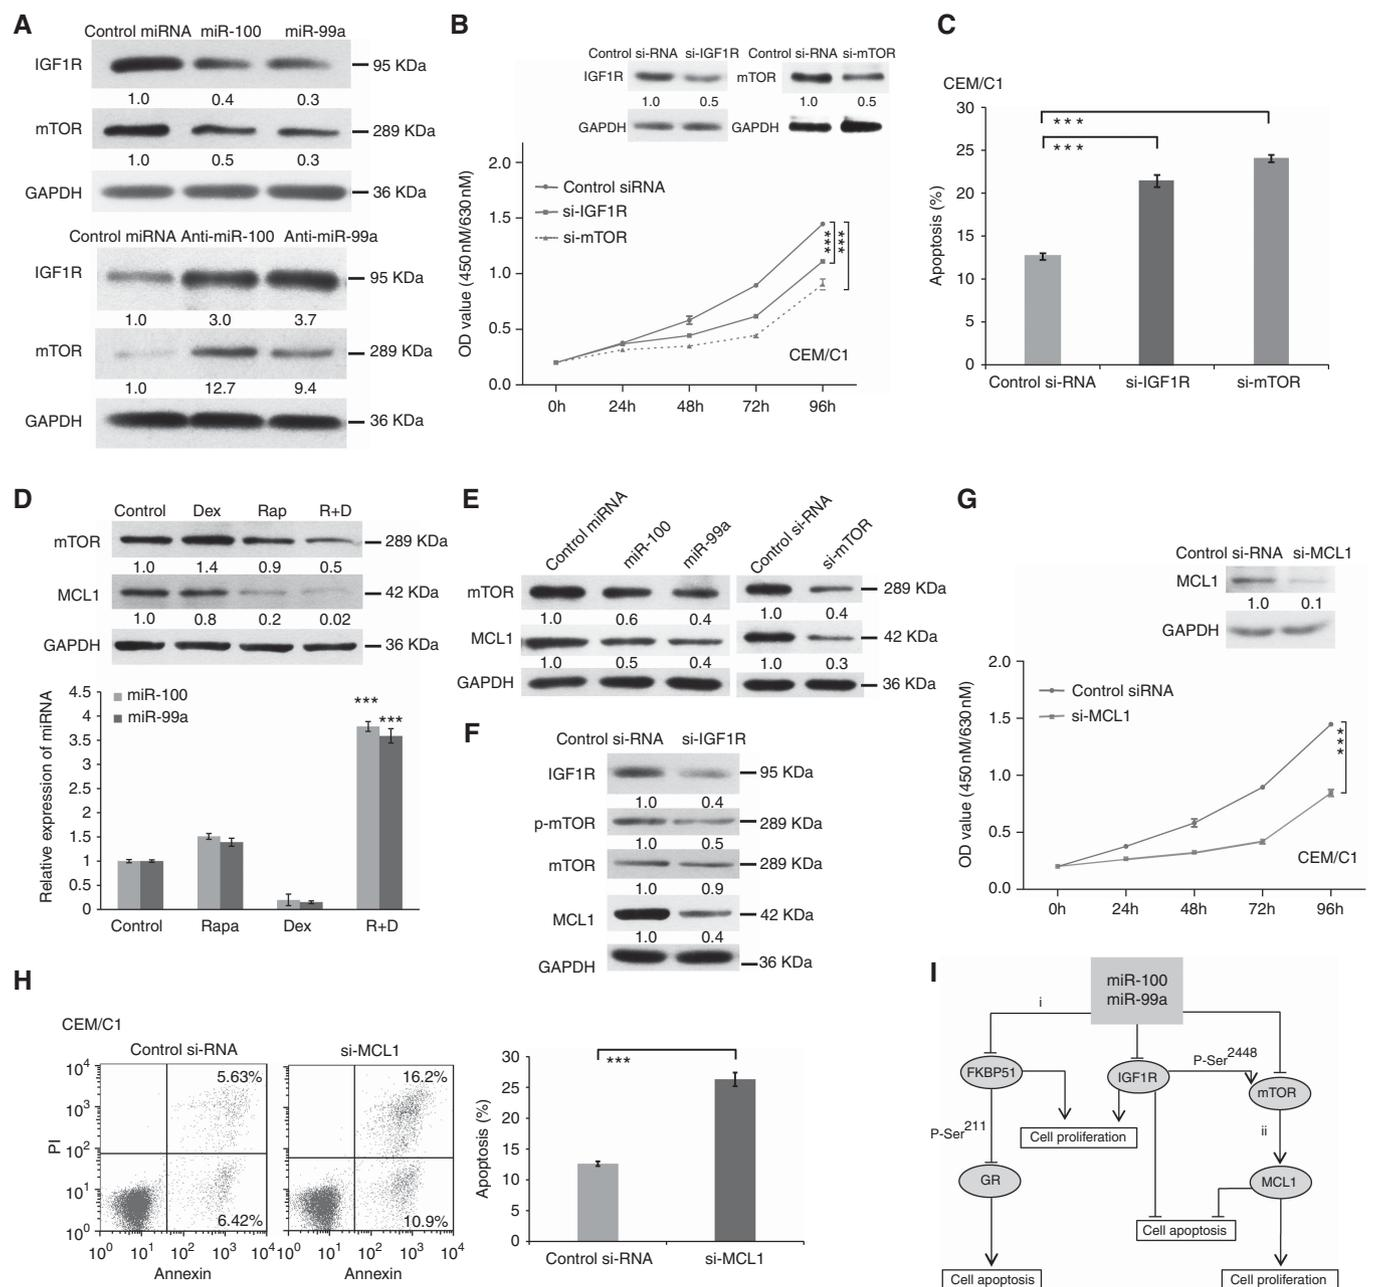 A
Control miRNA miR-100 miR-99a
IGF1R 95 KDa
1.0 0.4 0.3
mTOR 289 KDa
1.0 0.5 0.3
GAPDH 36 KDa
Control miRNA Anti-miR-100 Anti-miR-99a
IGF1R 95 KDa
1.0 3.0 3.7
mTOR 289 KDa
1.0 12.7 9.4
GAPDH 36 KDa
B
Control si-RNA si-IGF1R Control si-RNA si-mTOR
IGF1R mTOR
1.0 0.5 1.0 0.5
GAPDH GAPDH
OD value (450 nM/630 nM)
2.0
1.5
1.0
0.5
0.0
Control siRNA
si-IGF1R
si-mTOR
*** ***
CEM/C1
0h 24h 48h 72h 96h
C
CEM/C1
Apoptosis (%)
30
25
20
15
10
5
0
***
***
Control si-RNA si-IGF1R si-mTOR
D
Control Dex Rap R+D
mTOR 289 KDa
1.0 1.4 0.9 0.5
MCL1 42 KDa
1.0 0.8 0.2 0.02
GAPDH 36 KDa
Relative expression of miRNA
4.5
4
3.5
3
2.5
2
1.5
1
0.5
0
miR-100
miR-99a
***
***
Control Rapa Dex R+D
E
Control miRNA miR-100 miR-99a Control si-RNA si-mTOR
mTOR 289 KDa
1.0 0.6 0.4 1.0 0.4
MCL1 42 KDa
1.0 0.5 0.4 1.0 0.3
GAPDH 36 KDa
F
Control si-RNA si-IGF1R
IGF1R 95 KDa
1.0 0.4
p-mTOR 289 KDa
1.0 0.5
mTOR 289 KDa
1.0 0.9
MCL1 42 KDa
1.0 0.4
GAPDH 36 KDa
G
Control si-RNA si-MCL1
MCL1
1.0 0.1
GAPDH
OD value (450 nM/630 nM)
2.0
1.5
1.0
0.5
0.0
Control siRNA
si-MCL1
***
CEM/C1
0h 24h 48h 72h 96h
H
CEM/C1
Control si-RNA si-MCL1
PI
10⁴
10³
10²
10¹
10⁰
5.63% 16.2%
6.42% 10.9%
10⁰ 10¹ 10² 10³ 10⁴ 10⁰ 10¹ 10² 10³ 10⁴
Annexin Annexin
Apoptosis (%)
30
25
20
15
10
5
0
***
Control si-RNA si-MCL1
I
miR-100
miR-99a
i
FKBP51 IGF1R P-Ser²⁴⁴⁸ mTOR
Cell proliferation
P-Ser²¹¹
ii
GR MCL1
Cell apoptosis
Cell apoptosis Cell proliferation